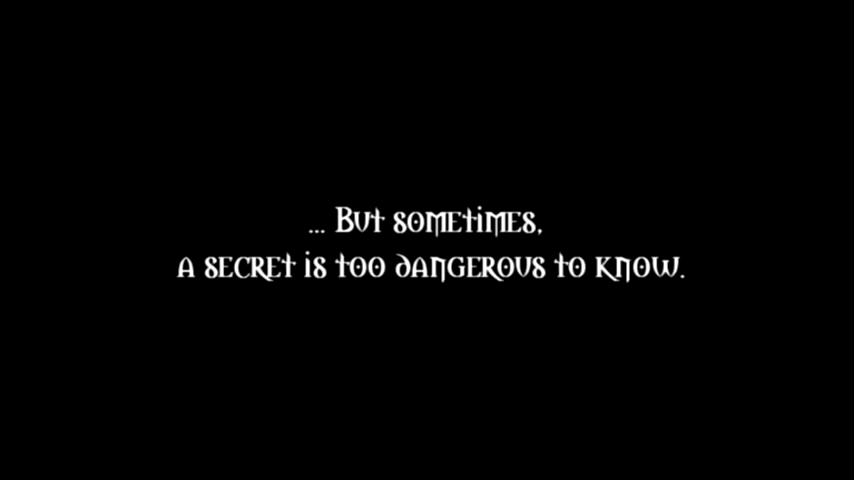 ... But sometimes,
a secret is too dangerous to know.